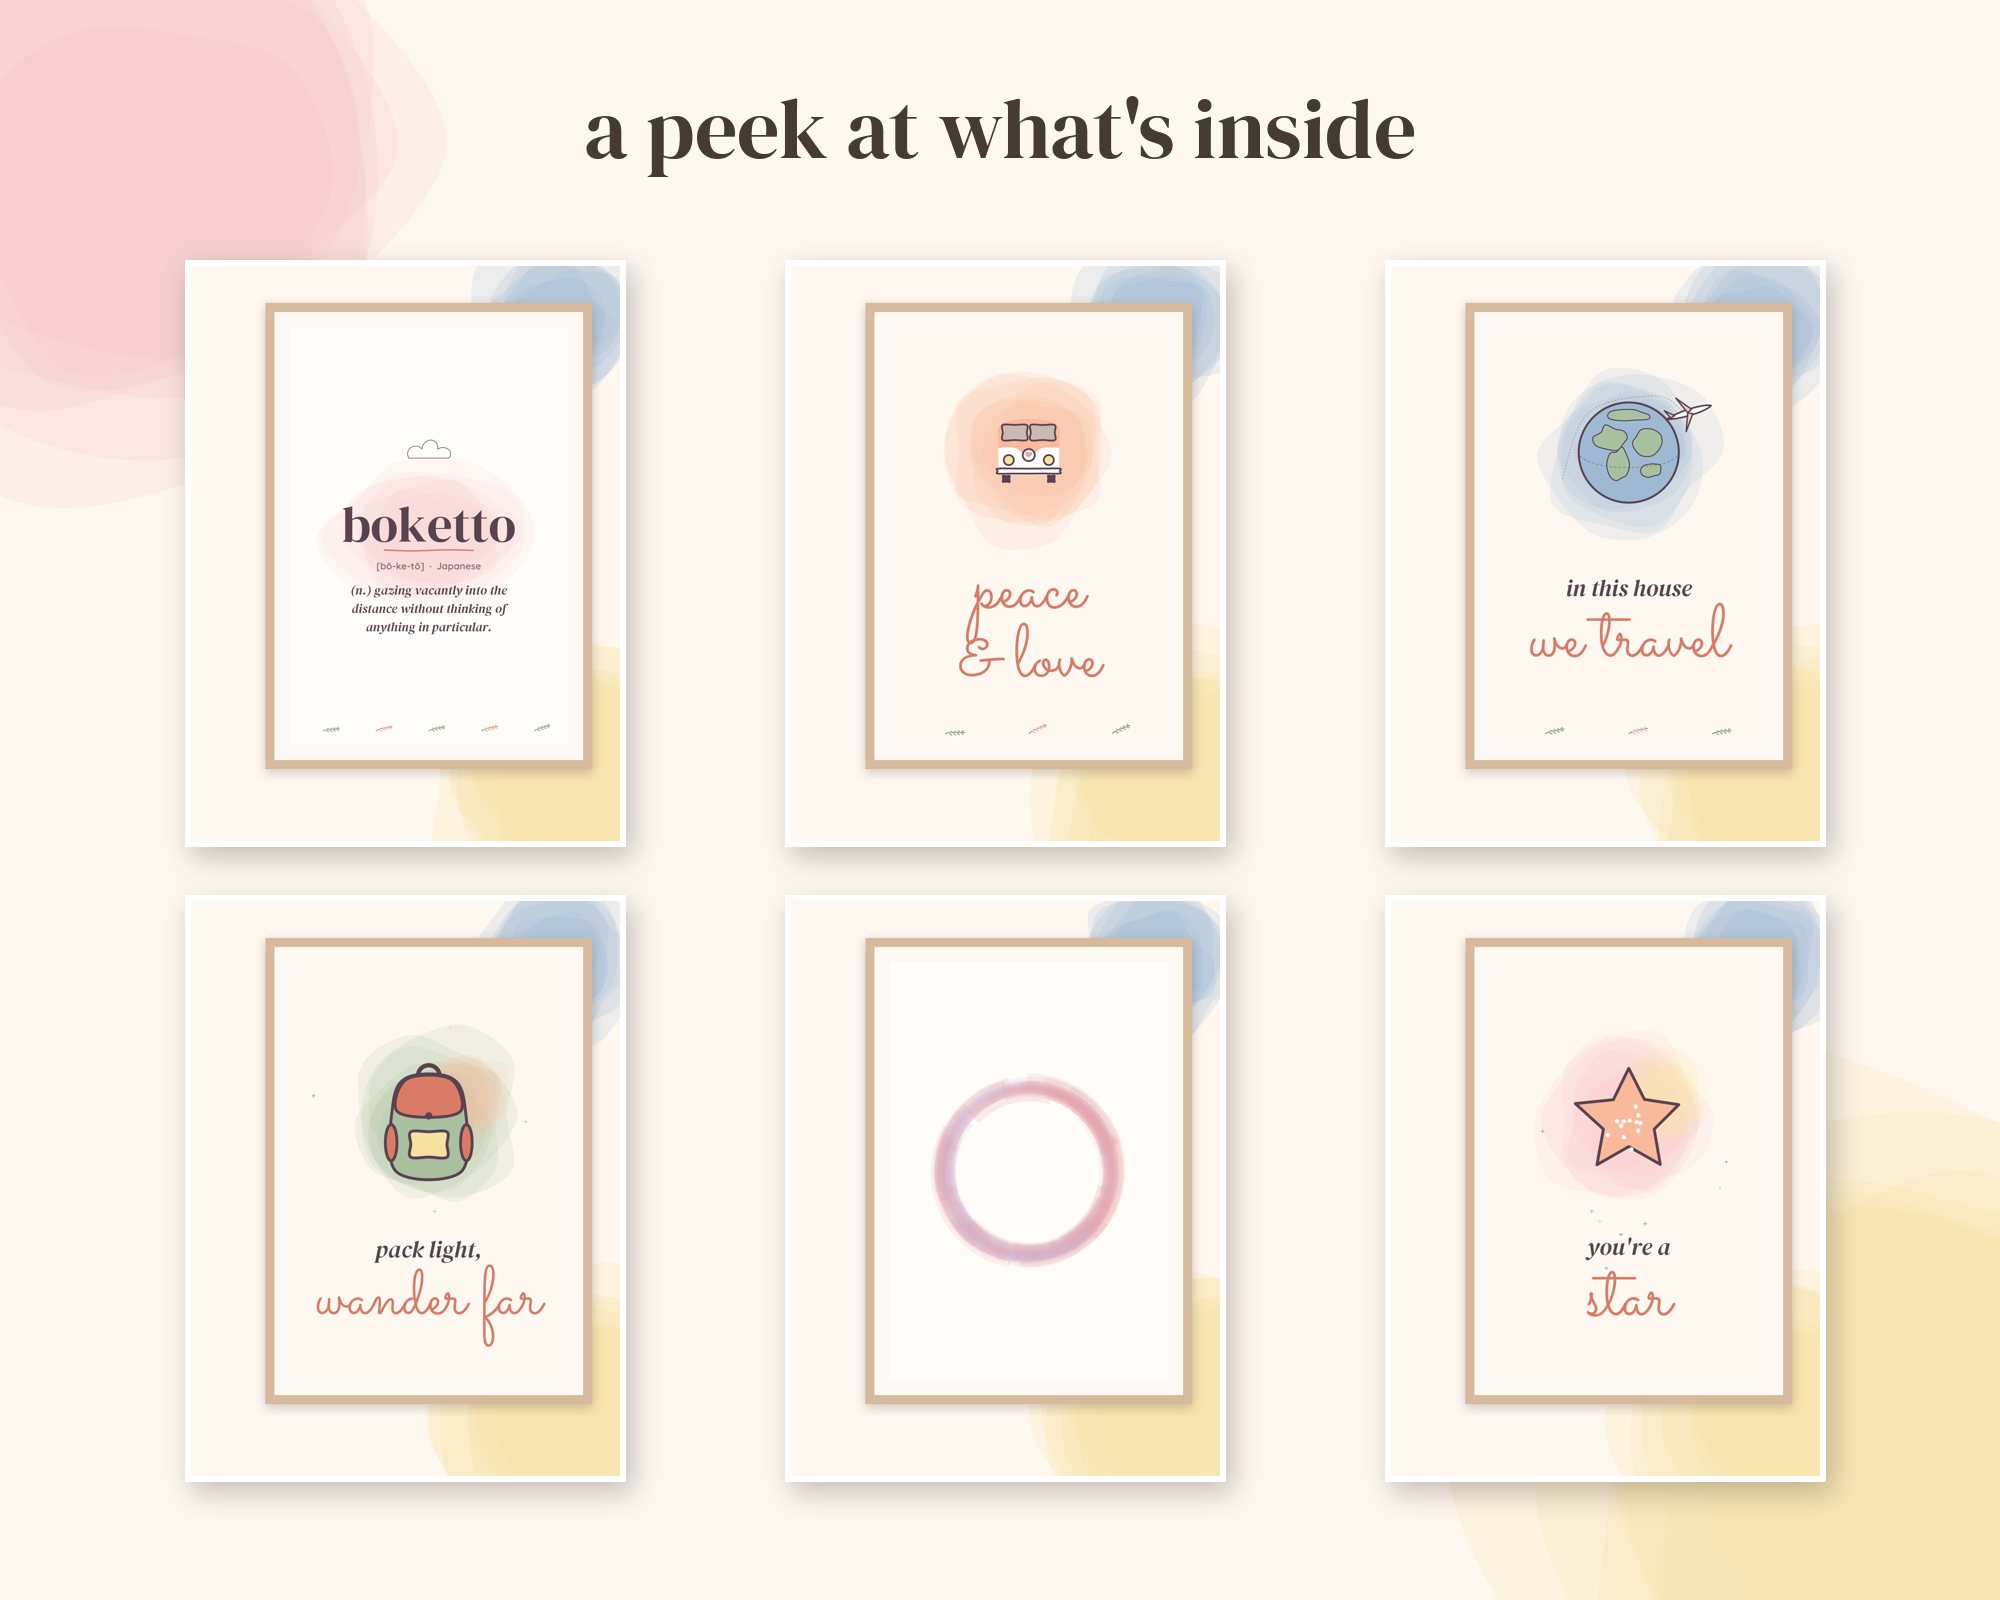 a peek at what's inside
boketto
[bō-ke-tō] · Japanese
(n.) gazing vacantly into the
distance without thinking of
anything in particular.
peace
& love
in this house
we travel
pack light,
wander far
you're a
star